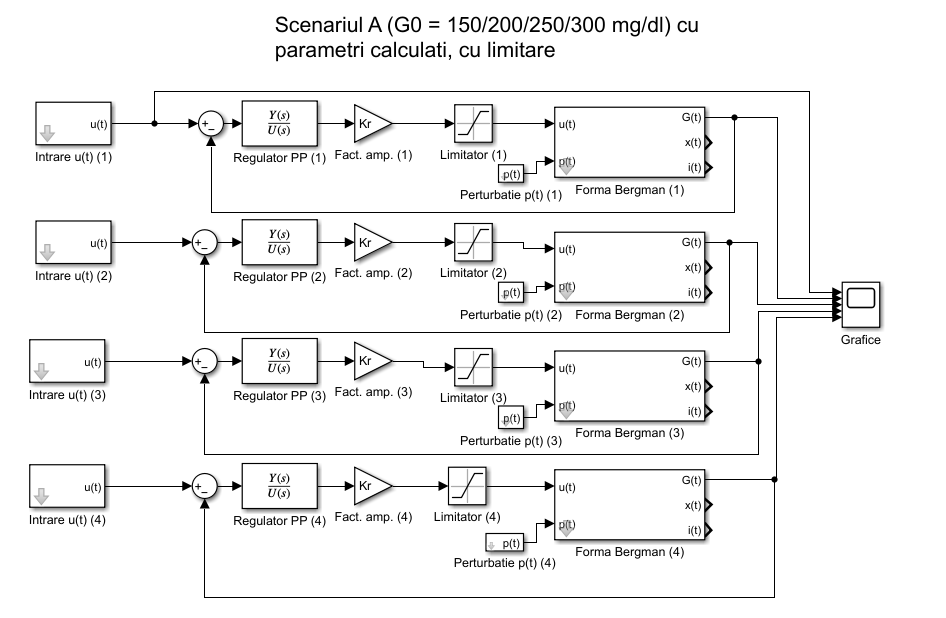 Scenariul A (G0 = 150/200/250/300 mg/dl) cu
parametri calculati, cu limitare
u(t)
Intrare u(t) (1)
+
_
Y(s)
U(s)
Regulator PP (1)
Kr
Fact. amp. (1)
Limitator (1)
p(t)
Perturbatie p(t) (1)
u(t)
p(t)
G(t)
x(t)
i(t)
Forma Bergman (1)
u(t)
Intrare u(t) (2)
+
_
Y(s)
U(s)
Regulator PP (2)
Kr
Fact. amp. (2)
Limitator (2)
p(t)
Perturbatie p(t) (2)
u(t)
p(t)
G(t)
x(t)
i(t)
Forma Bergman (2)
Grafice
u(t)
Intrare u(t) (3)
+
_
Y(s)
U(s)
Regulator PP (3)
Kr
Fact. amp. (3)
Limitator (3)
p(t)
Perturbatie p(t) (3)
u(t)
p(t)
G(t)
x(t)
i(t)
Forma Bergman (3)
u(t)
Intrare u(t) (4)
+
_
Y(s)
U(s)
Regulator PP (4)
Kr
Fact. amp. (4)
Limitator (4)
p(t)
Perturbatie p(t) (4)
u(t)
p(t)
G(t)
x(t)
i(t)
Forma Bergman (4)